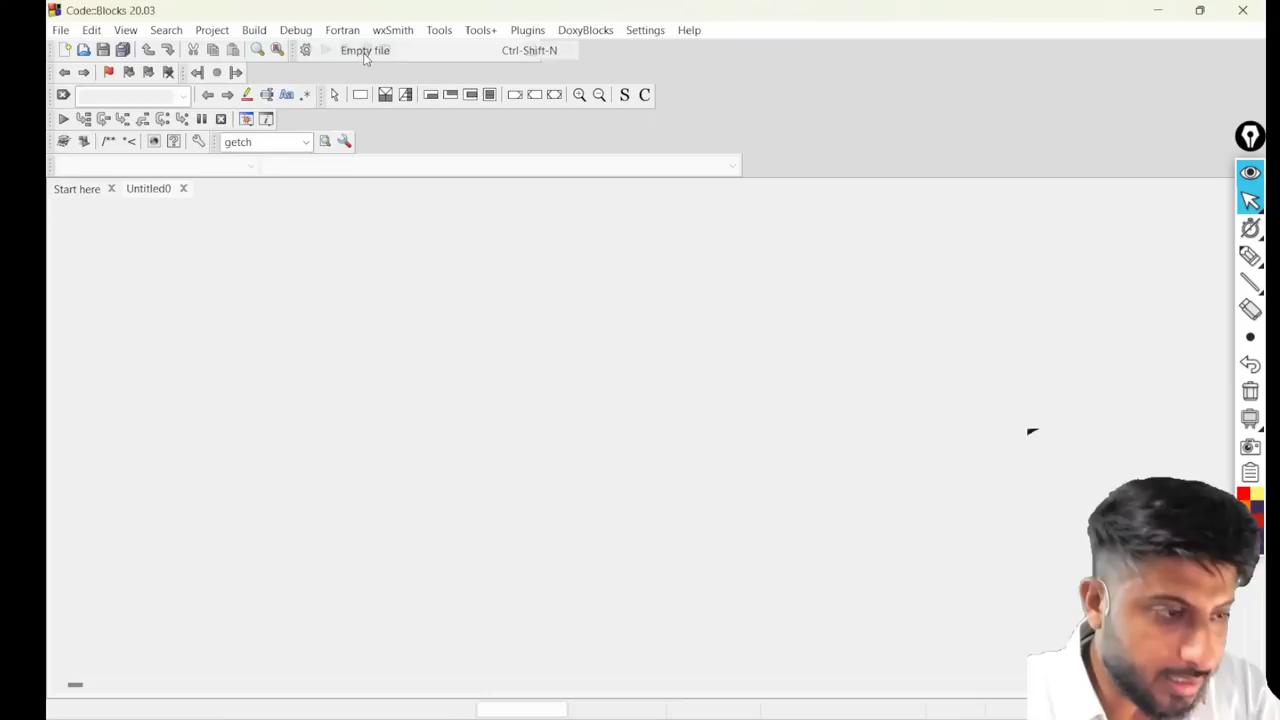 Code::Blocks 20.03
File Edit View Search Project Build Debug Fortran wxSmith Tools Tools+ Plugins DoxyBlocks Settings Help
Empty file Ctrl-Shift-N
Aa .* S C
/** *<
getch
Start here Untitled0